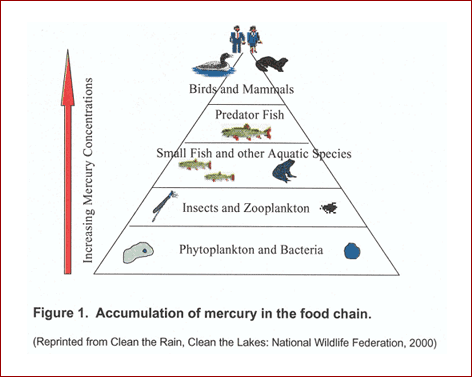 Increasing Mercury Concentrations
Birds and Mammals
Predator Fish
Small Fish and other Aquatic Species
Insects and Zooplankton
Phytoplankton and Bacteria
Figure 1. Accumulation of mercury in the food chain.
(Reprinted from Clean the Rain, Clean the Lakes: National Wildlife Federation, 2000)